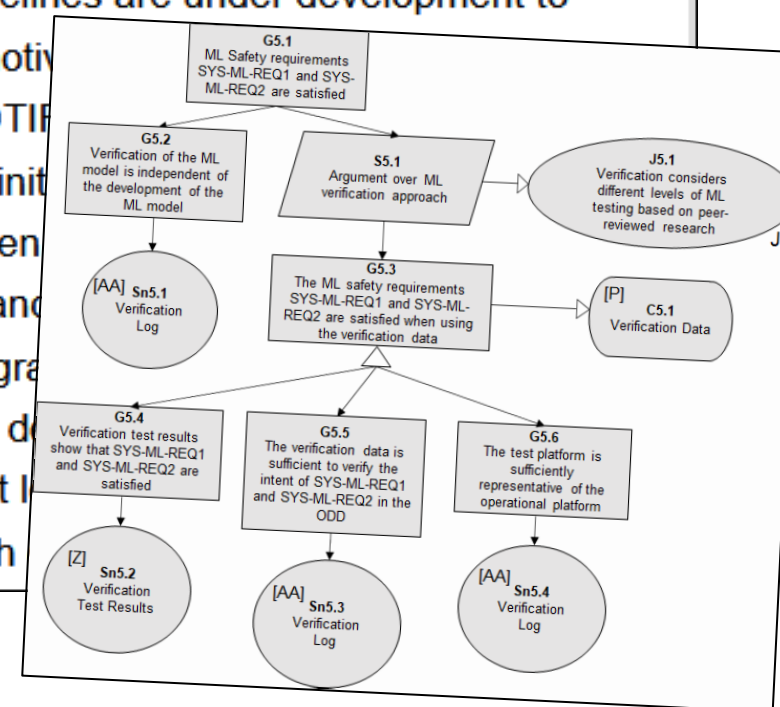 elines are under development to
G5.1
ML Safety requirements
SYS-ML-REQ1 and SYS-
ML-REQ2 are satisfied
G5.2
Verification of the ML
model is independent of
the development of the
ML model
S5.1
Argument over ML
verification approach
J5.1
Verification considers
different levels of ML
testing based on peer-
reviewed research
J
[AA] Sn5.1
Verification
Log
G5.3
The ML safety requirements
SYS-ML-REQ1 and SYS-ML-
REQ2 are satisfied when using
the verification data
[P]
C5.1
Verification Data
G5.4
Verification test results
show that SYS-ML-REQ1
and SYS-ML-REQ2 are
satisfied
G5.5
The verification data is
sufficient to verify the
intent of SYS-ML-REQ1
and SYS-ML-REQ2 in the
ODD
G5.6
The test platform is
sufficiently
representative of the
operational platform
[Z]
Sn5.2
Verification
Test Results
[AA]
Sn5.3
Verification
Log
[AA]
Sn5.4
Verification
Log